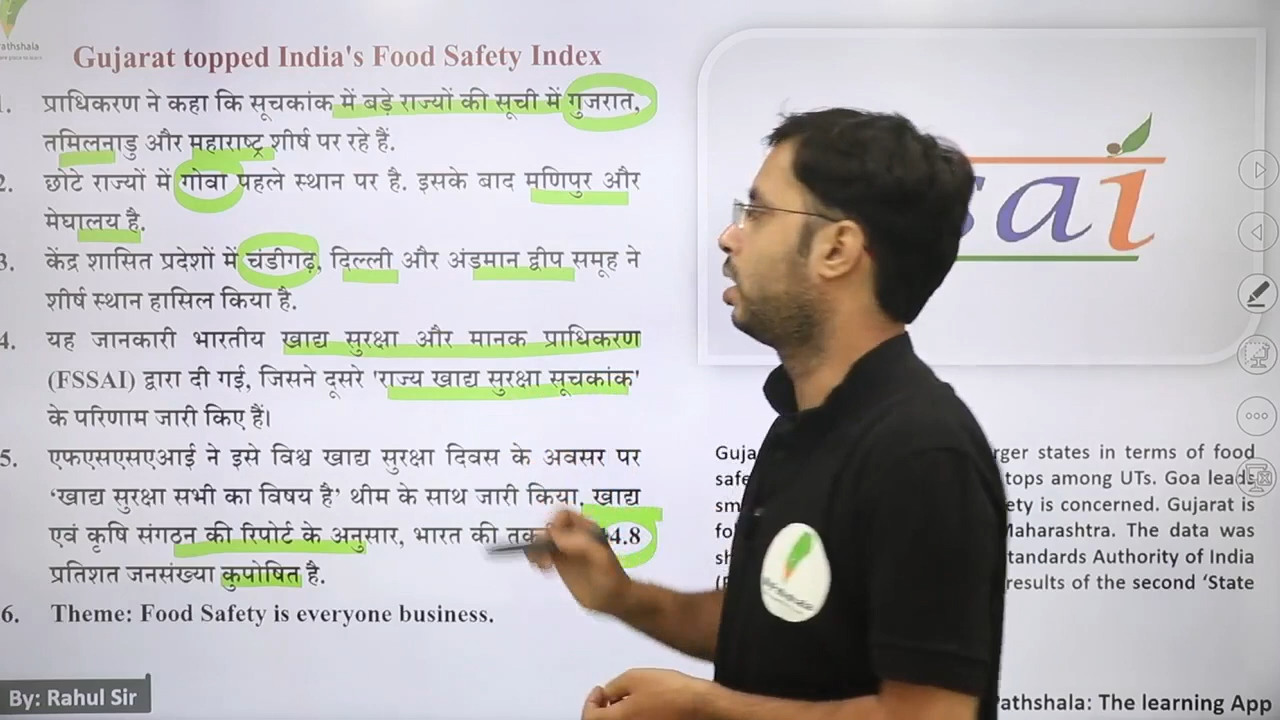 athshala
Gujarat topped India's Food Safety Index
1. प्राधिकरण ने कहा कि सूचकांक में बड़े राज्यों की सूची में गुजरात,
तमिलनाडु और महाराष्ट्र शीर्ष पर रहे हैं.
2. छोटे राज्यों में गोवा पहले स्थान पर है. इसके बाद मणिपुर और
मेघालय है.
3. केंद्र शासित प्रदेशों में चंडीगढ़, दिल्ली और अंडमान द्वीप समूह ने
शीर्ष स्थान हासिल किया है.
4. यह जानकारी भारतीय खाद्य सुरक्षा और मानक प्राधिकरण
(FSSAI) द्वारा दी गई, जिसने दूसरे 'राज्य खाद्य सुरक्षा सूचकांक'
के परिणाम जारी किए हैं।
5. एफएसएसएआई ने इसे विश्व खाद्य सुरक्षा दिवस के अवसर पर
‘खाद्य सुरक्षा सभी का विषय है’ थीम के साथ जारी किया. खाद्य
एवं कृषि संगठन की रिपोर्ट के अनुसार, भारत की 4.8
प्रतिशत जनसंख्या कुपोषित है.
6. Theme: Food Safety is everyone business.
By: Rahul Sir
sai
Guja rger states in terms of food
safe tops among UTs. Goa leads
sm ety is concerned. Gujarat is
fo Maharashtra. The data was
sh tandards Authority of India
results of the second ‘State
athshala: The learning App